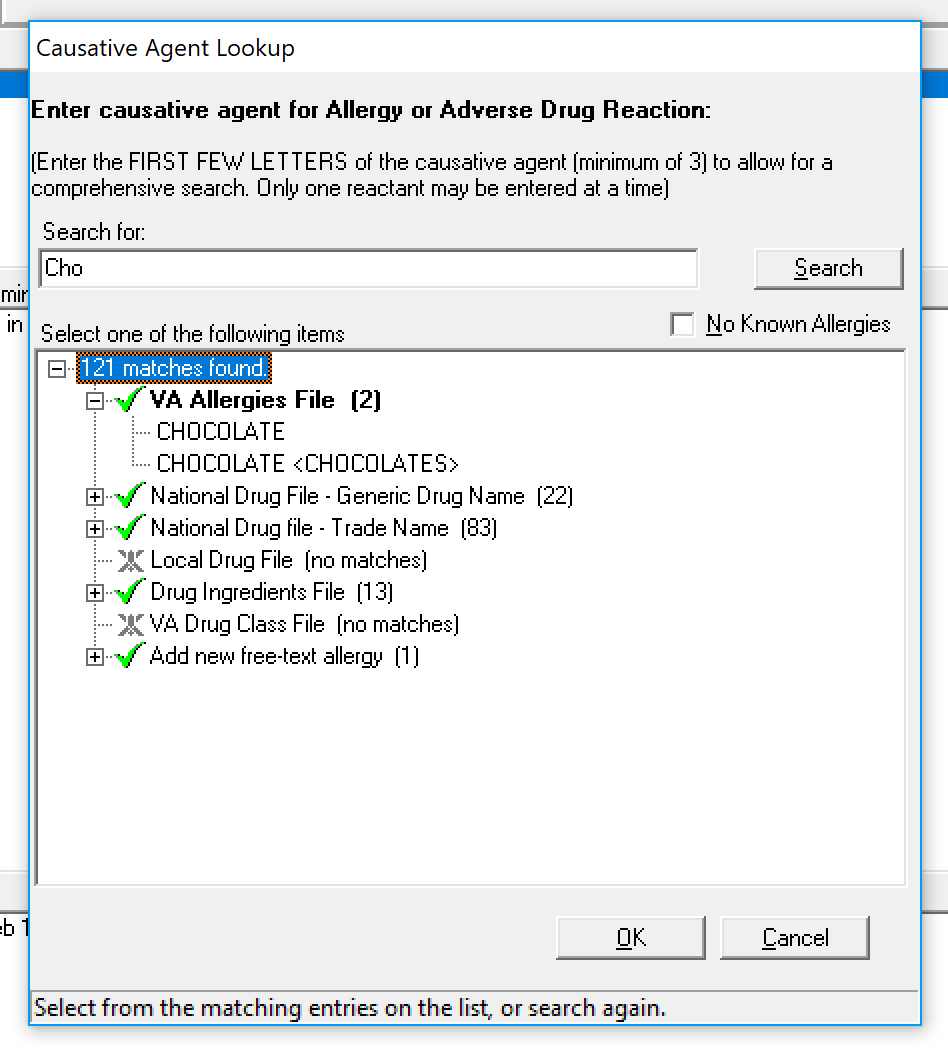 Causative Agent Lookup
Enter causative agent for Allergy or Adverse Drug Reaction:
(Enter the FIRST FEW LETTERS of the causative agent (minimum of 3) to allow for a
comprehensive search. Only one reactant may be entered at a time)
Search for:
Cho
Search
in
Select one of the following items
No Known Allergies
121 matches found.
VA Allergies File (2)
CHOCOLATE
CHOCOLATE <CHOCOLATES>
National Drug File - Generic Drug Name (22)
National Drug file - Trade Name (83)
Local Drug File (no matches)
Drug Ingredients File (13)
VA Drug Class File (no matches)
Add new free-text allergy (1)
OK
Cancel
Select from the matching entries on the list, or search again.